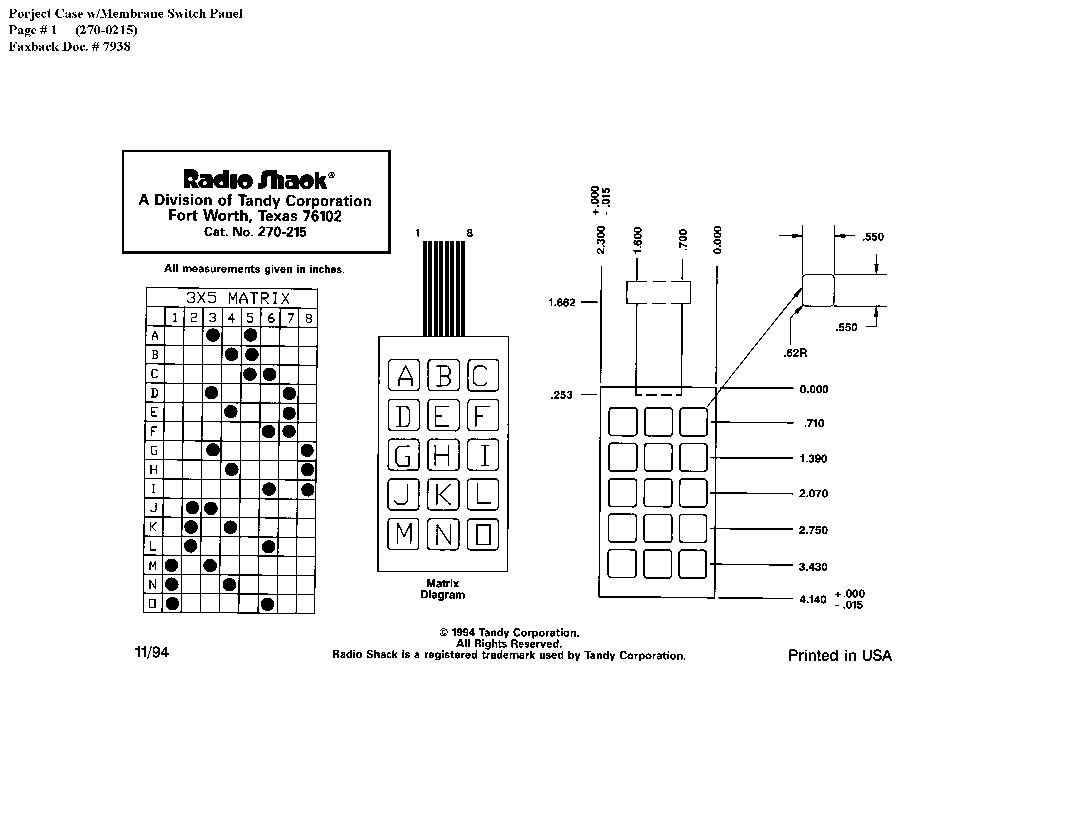 Porject Case w/Membrane Switch Panel
Page # 1 (270-0215)
Faxback Doc. # 7938
Radio Shack®
A Division of Tandy Corporation
Fort Worth, Texas 76102
Cat. No. 270-215
All measurements given in inches.
3X5 MATRIX
1 2 3 4 5 6 7 8
A
B
C
D
E
F
G
H
I
J
K
L
M
N
O
1 8
A B C
D E F
G H I
J K L
M N O
Matrix
Diagram
+.000
-.015
2.300 1.600 .700 0.000
1.662
.253
.550
.550
.62R
0.000
.710
1.390
2.070
2.750
3.430
4.140 +.000
-.015
© 1994 Tandy Corporation.
All Rights Reserved.
Radio Shack is a registered trademark used by Tandy Corporation.
11/94
Printed in USA